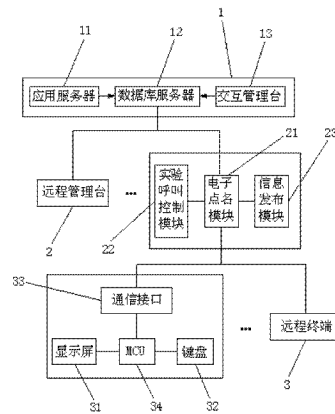 11
12
13
1
应用服务器
数据库服务器
交互管理台
21
23
远程管理台
...
实验
呼叫
控制
模块
电子
点名
模块
信息
发布
模块
2
22
33
通信接口
...
远程终端
显示屏
MCU
键盘
3
31
34
32